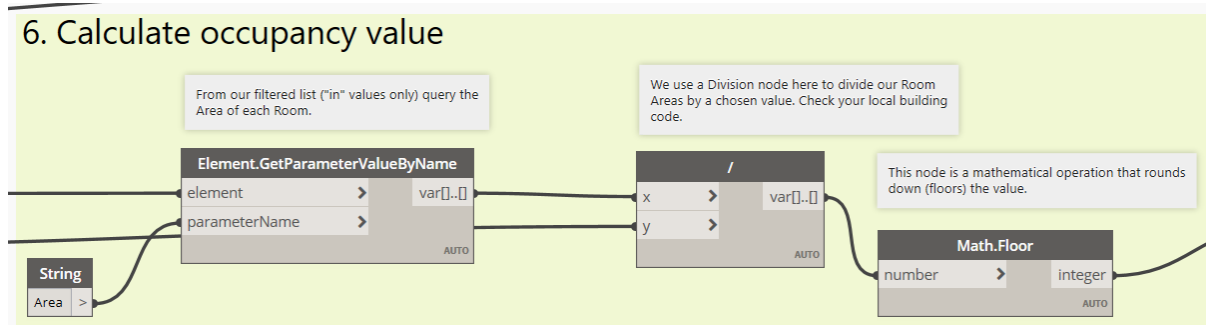 6. Calculate occupancy value
From our filtered list ("in" values only) query the
Area of each Room.
We use a Division node here to divide our Room
Areas by a chosen value. Check your local building
code.
This node is a mathematical operation that rounds
down (floors) the value.
Element.GetParameterValueByName
element > var[]..[]
parameterName >
AUTO
String
Area >
/
x > var[]..[]
y >
AUTO
Math.Floor
number > integer
AUTO